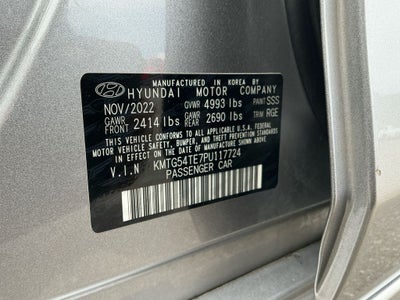 MANUFACTURED IN KOREA BY
HYUNDAI MOTOR COMPANY
NOV/2022 GVWR 4993 lbs PAINT SSS
GAWR FRONT 2414 lbs GAWR REAR 2690 lbs TRIM RGE
THIS VEHICLE CONFORMS TO ALL APPLICABLE U.S.A. FEDERAL
MOTOR VEHICLE SAFETY, BUMPER, AND THEFT PREVENTION STANDARDS
IN EFFECT ON THE DATE OF MANUFACTURE SHOWN ABOVE.
V.I.N KMTG54TE7PU117724
PASSENGER CAR